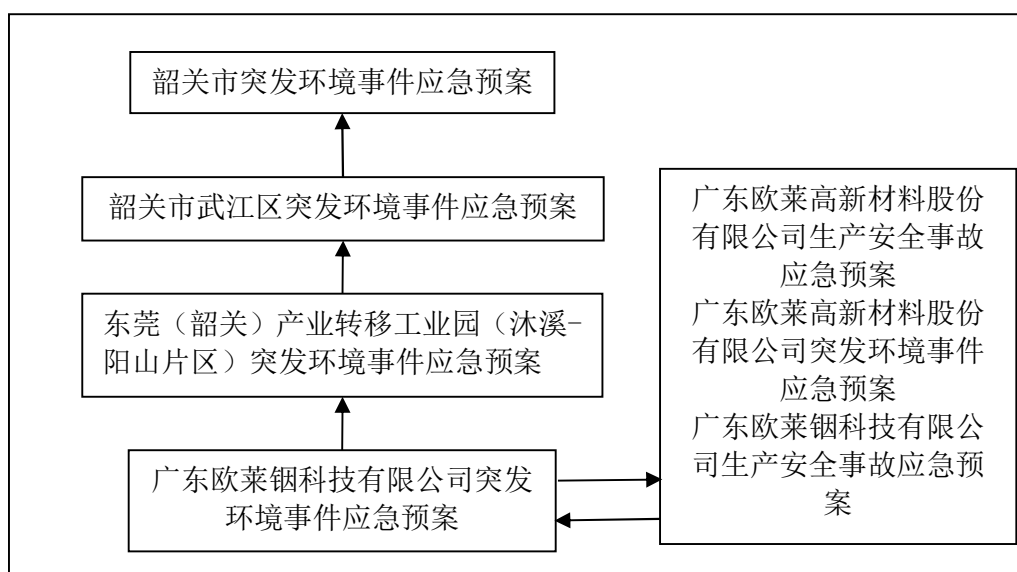 韶关市突发环境事件应急预案
韶关市武江区突发环境事件应急预案
东莞（韶关）产业转移工业园（沐溪-
阳山片区）突发环境事件应急预案
广东欧莱铟科技有限公司突发
环境事件应急预案
广东欧莱高新材料股份
有限公司生产安全事故
应急预案
广东欧莱高新材料股份
有限公司突发环境事件
应急预案
广东欧莱铟科技有限公
司生产安全事故应急预
案